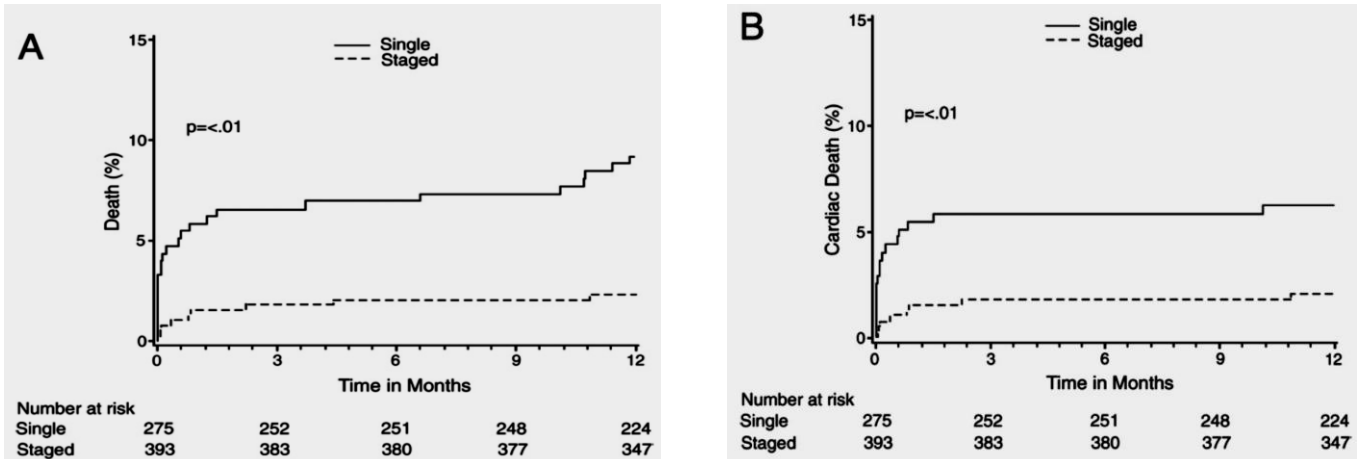 A
15
Single
Staged
p=<.01
10
Death (%)
5
0
0 3 6 9 12
Time in Months
Number at risk
Single 275 252 251 248 224
Staged 393 383 380 377 347
B
15
Single
Staged
p=<.01
10
Cardiac Death (%)
5
0
0 3 6 9 12
Time in Months
Number at risk
Single 275 252 251 248 224
Staged 393 383 380 377 347